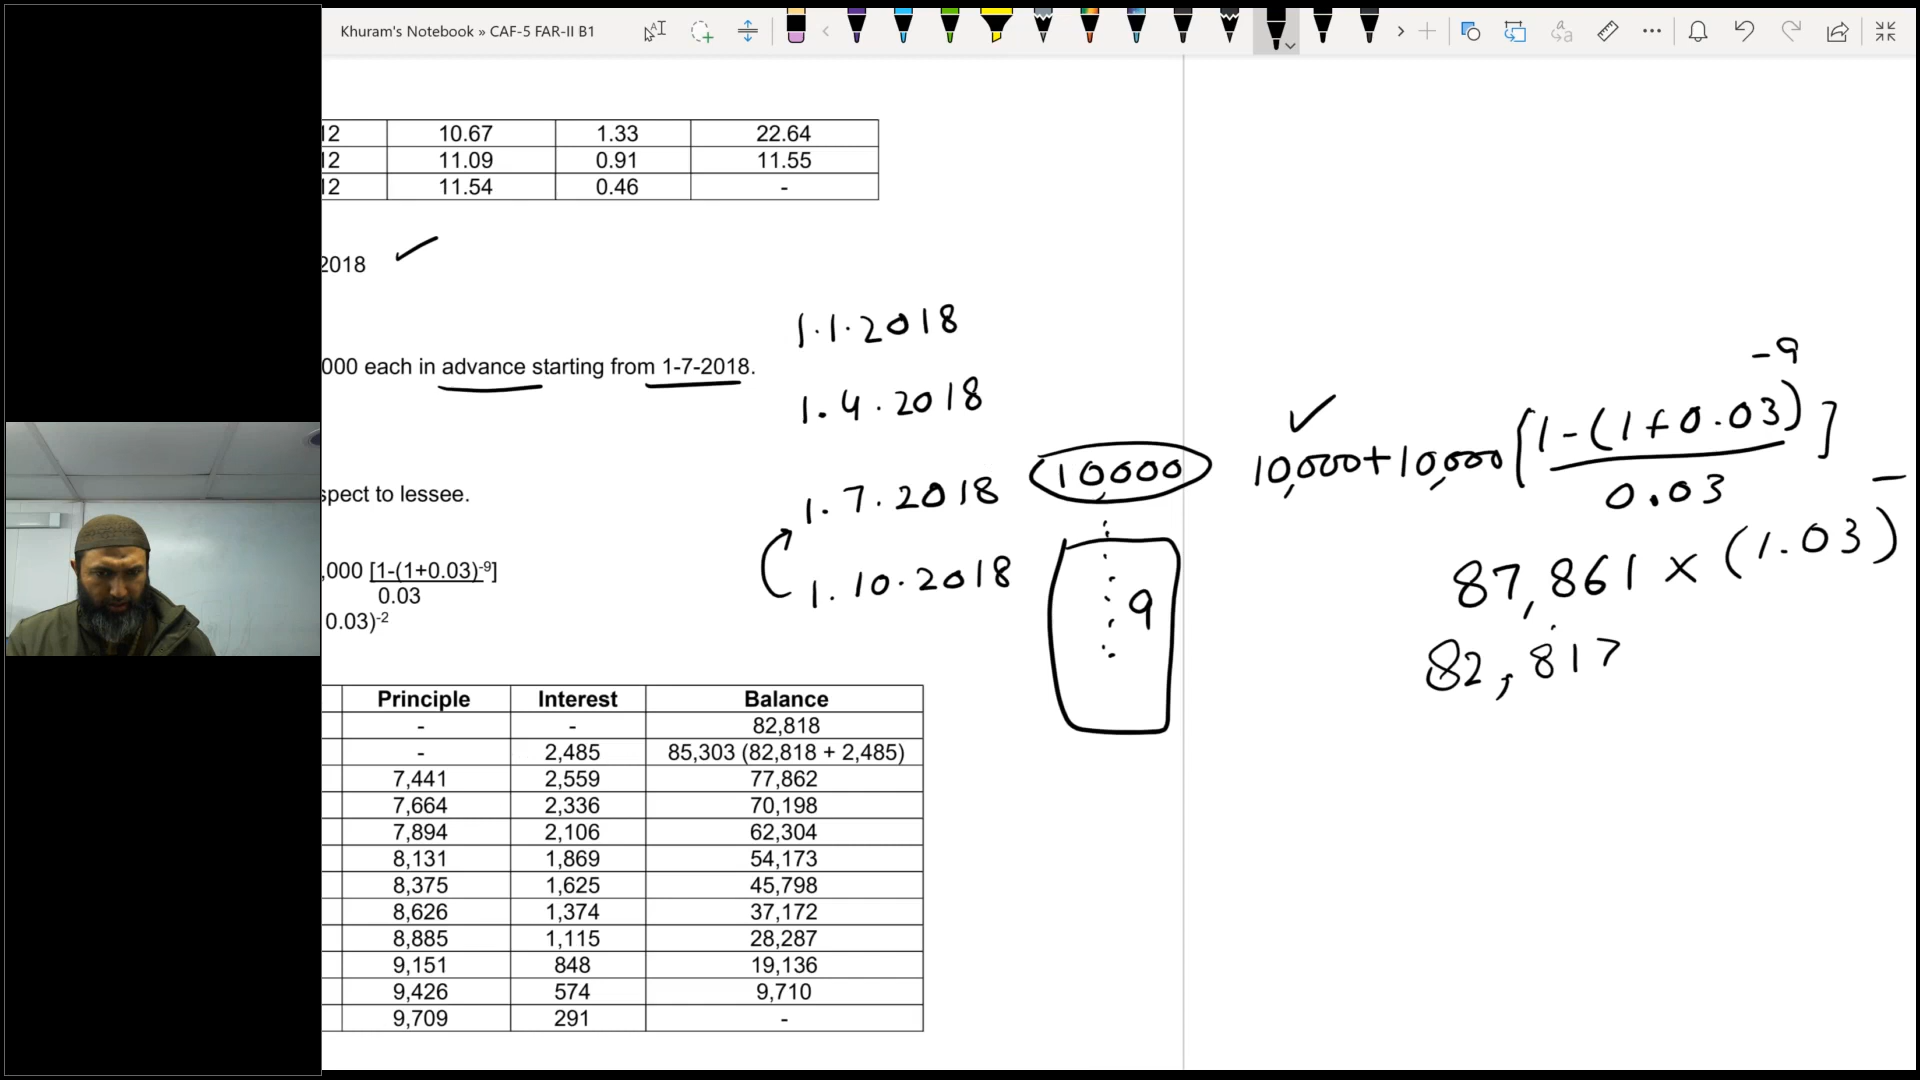 Khuram's Notebook » CAF-5 FAR-II B1
12 10.67 1.33 22.64
12 11.09 0.91 11.55
12 11.54 0.46 -
2018
1.1.2018
000 each in advance starting from 1-7-2018.
1.4.2018
-9
10,000+10,000 [1-(1+0.03)]
0.03
10,000
1.7.2018
spect to lessee.
,000 [1-(1+0.03)-9]
0.03
0.03)-2
1.10.2018
9
87,861 × (1.03)-
82,817
Principle Interest Balance
- - 82,818
- 2,485 85,303 (82,818 + 2,485)
7,441 2,559 77,862
7,664 2,336 70,198
7,894 2,106 62,304
8,131 1,869 54,173
8,375 1,625 45,798
8,626 1,374 37,172
8,885 1,115 28,287
9,151 848 19,136
9,426 574 9,710
9,709 291 -